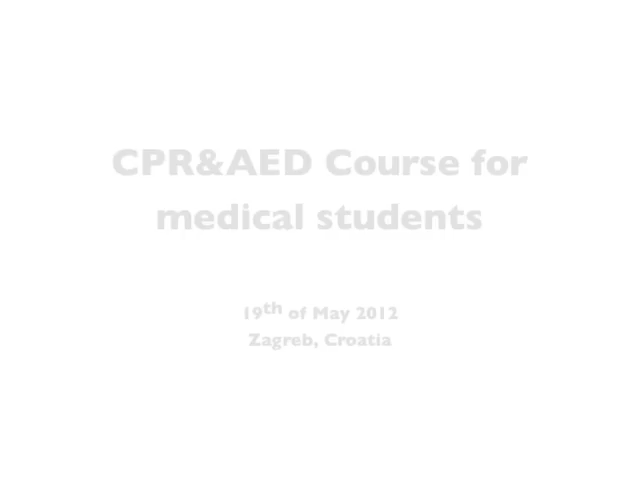 CPR&AED Course for
medical students
19th of May 2012
Zagreb, Croatia